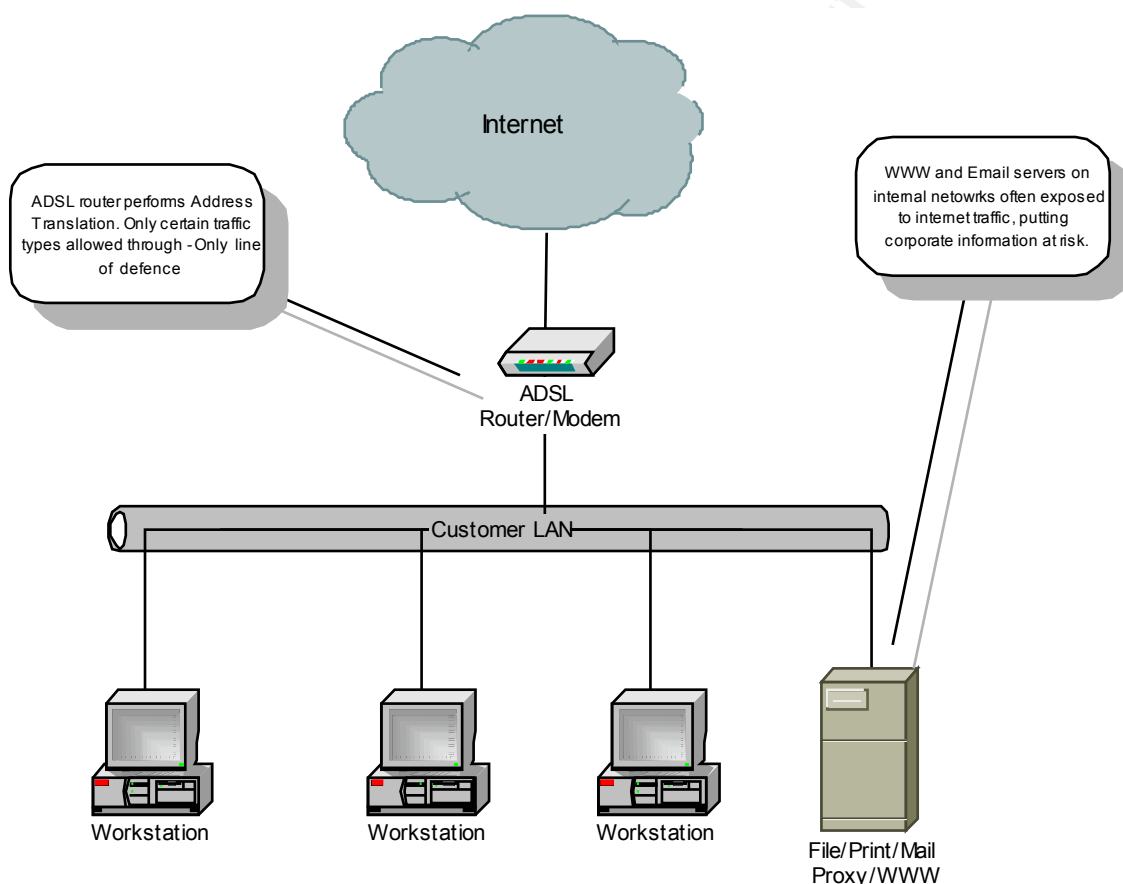 Internet
ADSL router performs Address
Translation. Only certain traffic
types allowed through - Only line
of defence
WWW and Email servers on
internal netowrks often exposed
to internet traffic, putting
corporate information at risk.
ADSL
Router/Modem
Customer LAN
Workstation
Workstation
Workstation
File/Print/Mail
Proxy/WWW